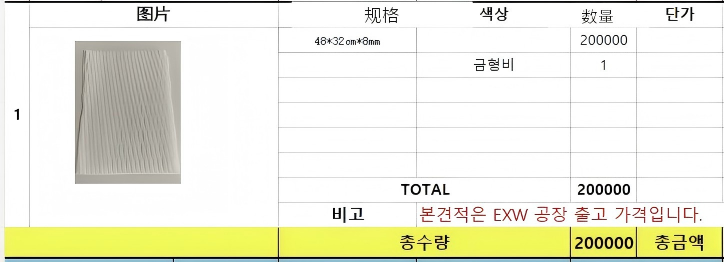 图片 规格 색상 数量 단가
48*32cm*8mm 200000
금형비 1
1
TOTAL 200000
비고 본견적은 EXW 공장 출고 가격입니다.
총수량 200000 총금액